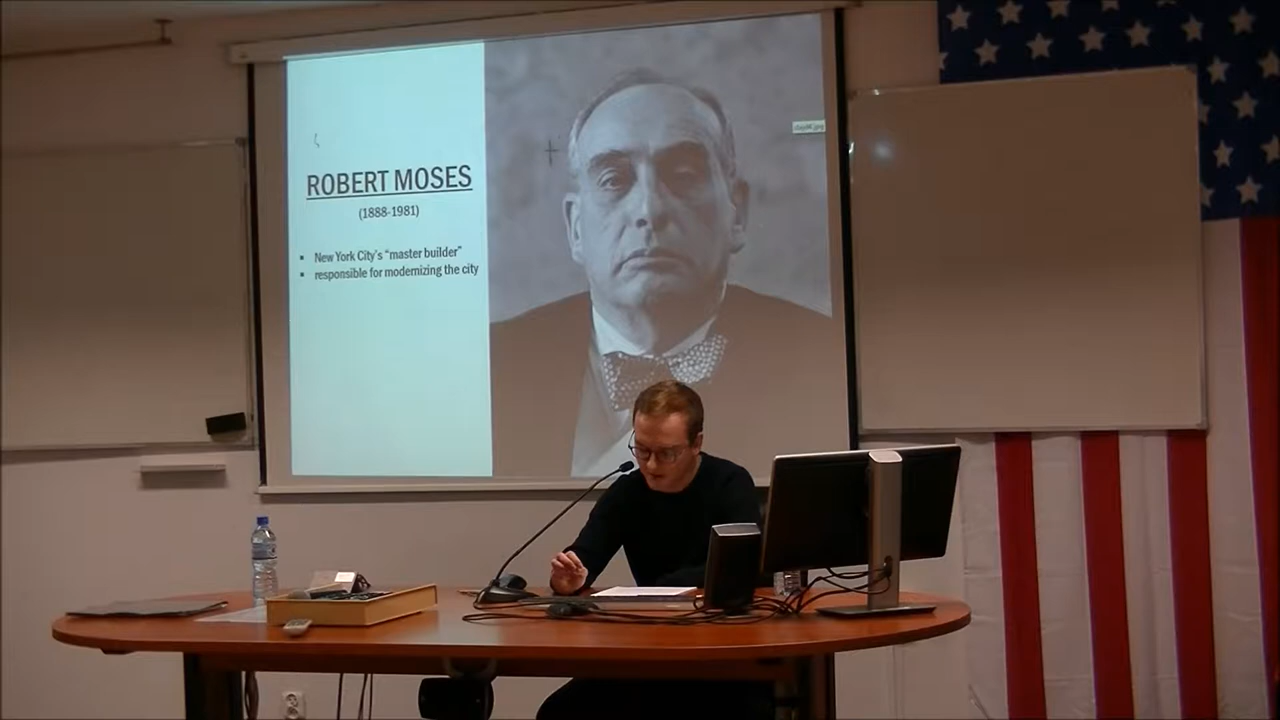 ROBERT MOSES
(1888-1981)
▪ New York City's "master builder"
▪ responsible for modernizing the city